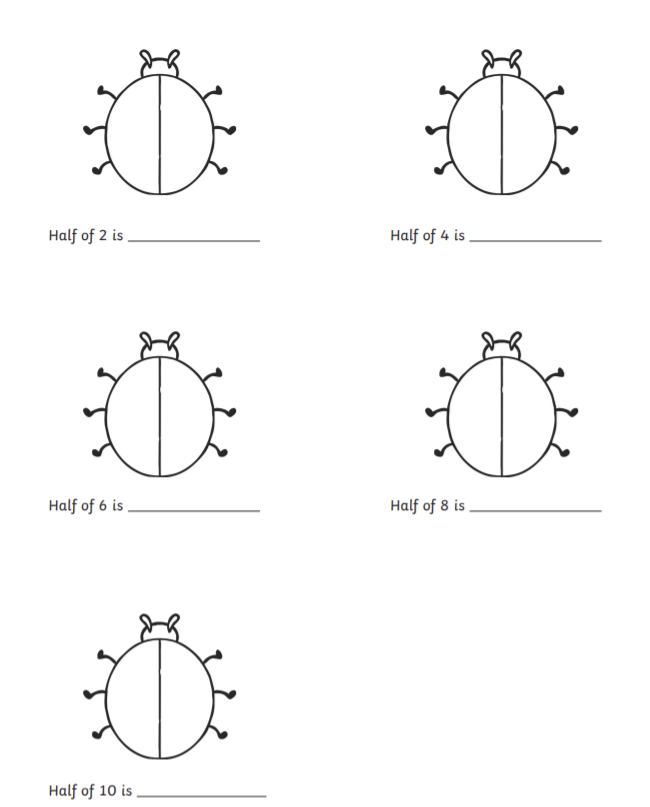 Half of 2 is
Half of 4 is
Half of 6 is
Half of 8 is
Half of 10 is